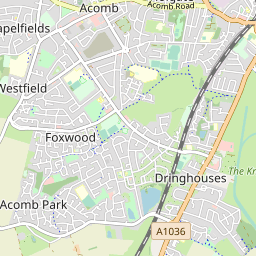 Acomb
Acomb Road
apelfields
Westfield
Foxwood
Dringhouses
The Kn
Acomb Park
A1036